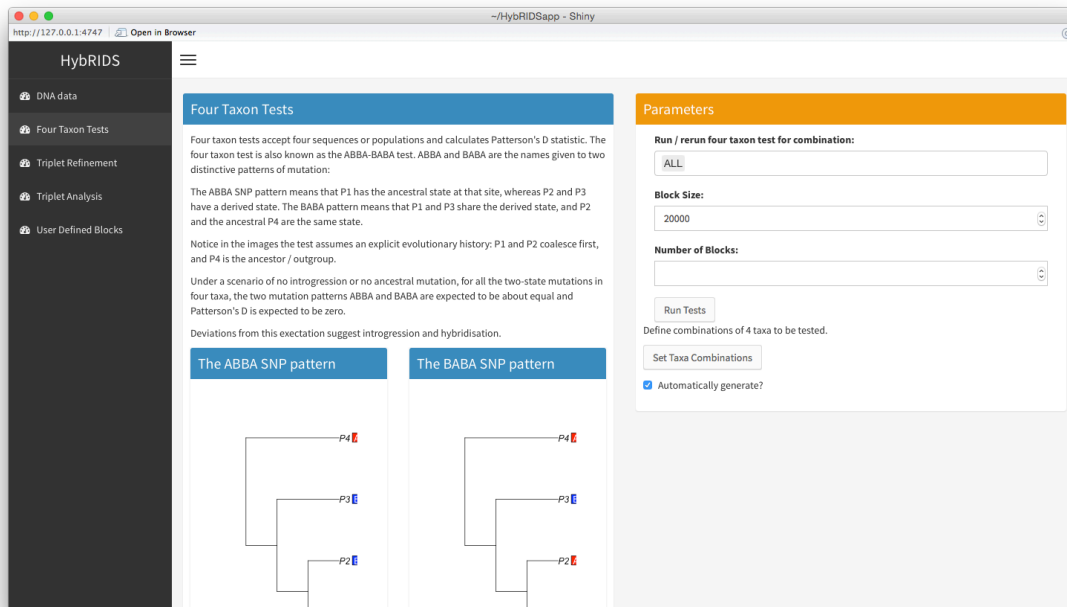 ~/HybRIDSapp - Shiny
http://127.0.0.1:4747
Open in Browser
HybRIDS
DNA data
Four Taxon Tests
Triplet Refinement
Triplet Analysis
User Defined Blocks
Four Taxon Tests
Four taxon tests accept four sequences or populations and calculates Patterson's D statistic. The
four taxon test is also known as the ABBA-BABA test. ABBA and BABA are the names given to two
distinctive patterns of mutation:
The ABBA SNP pattern means that P1 has the ancestral state at that site, whereas P2 and P3
have a derived state. The BABA pattern means that P1 and P3 share the derived state, and P2
and the ancestral P4 are the same state.
Notice in the images the test assumes an explicit evolutionary history: P1 and P2 coalesce first,
and P4 is the ancestor / outgroup.
Under a scenario of no introgression or no ancestral mutation, for all the two-state mutations in
four taxa, the two mutation patterns ABBA and BABA are expected to be about equal and
Patterson's D is expected to be zero.
Deviations from this exectation suggest introgression and hybridisation.
The ABBA SNP pattern
P4
P3
P2
The BABA SNP pattern
P4
P3
P2
Parameters
Run / rerun four taxon test for combination:
ALL
Block Size:
20000
Number of Blocks:
Run Tests
Define combinations of 4 taxa to be tested.
Set Taxa Combinations
Automatically generate?